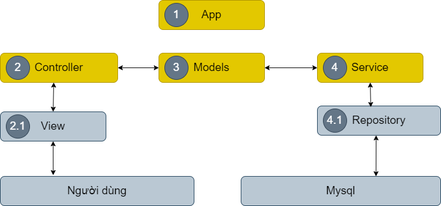 1 App
2 Controller
3 Models
4 Service
2.1 View
4.1 Repository
Người dùng
Mysql